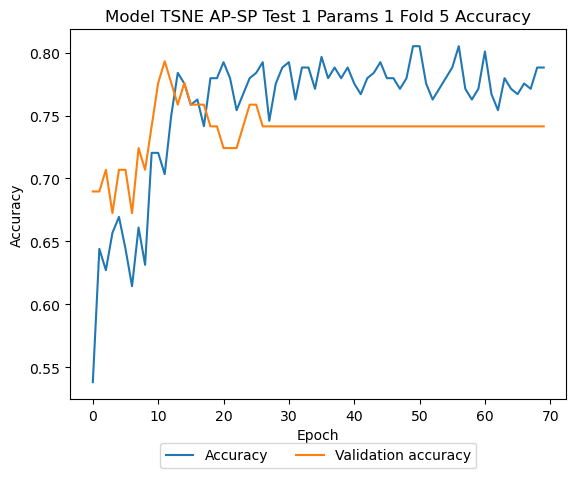 Model TSNE AP-SP Test 1 Params 1 Fold 5 Accuracy
0.80
0.75
0.70
0.65
0.60
0.55
Accuracy
0 10 20 30 40 50 60 70
Epoch
Accuracy Validation accuracy